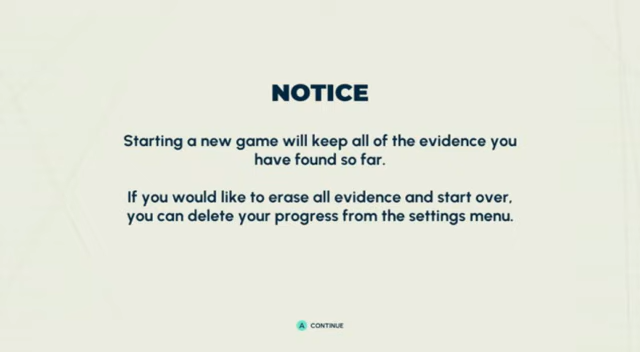 NOTICE
Starting a new game will keep all of the evidence you
have found so far.
If you would like to erase all evidence and start over,
you can delete your progress from the settings menu.
A CONTINUE